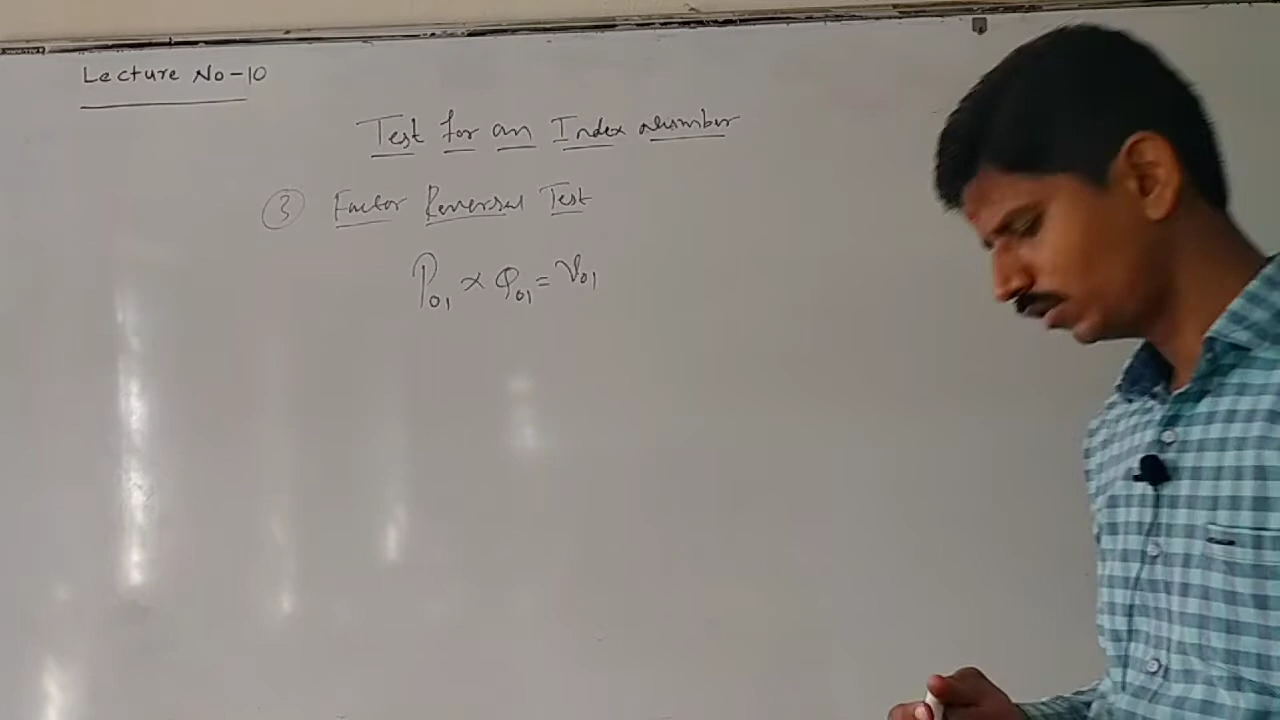 Lecture No-10
Test for an Index Number
③ Factor Reversal Test
P₀₁ × Q₀₁ = V₀₁